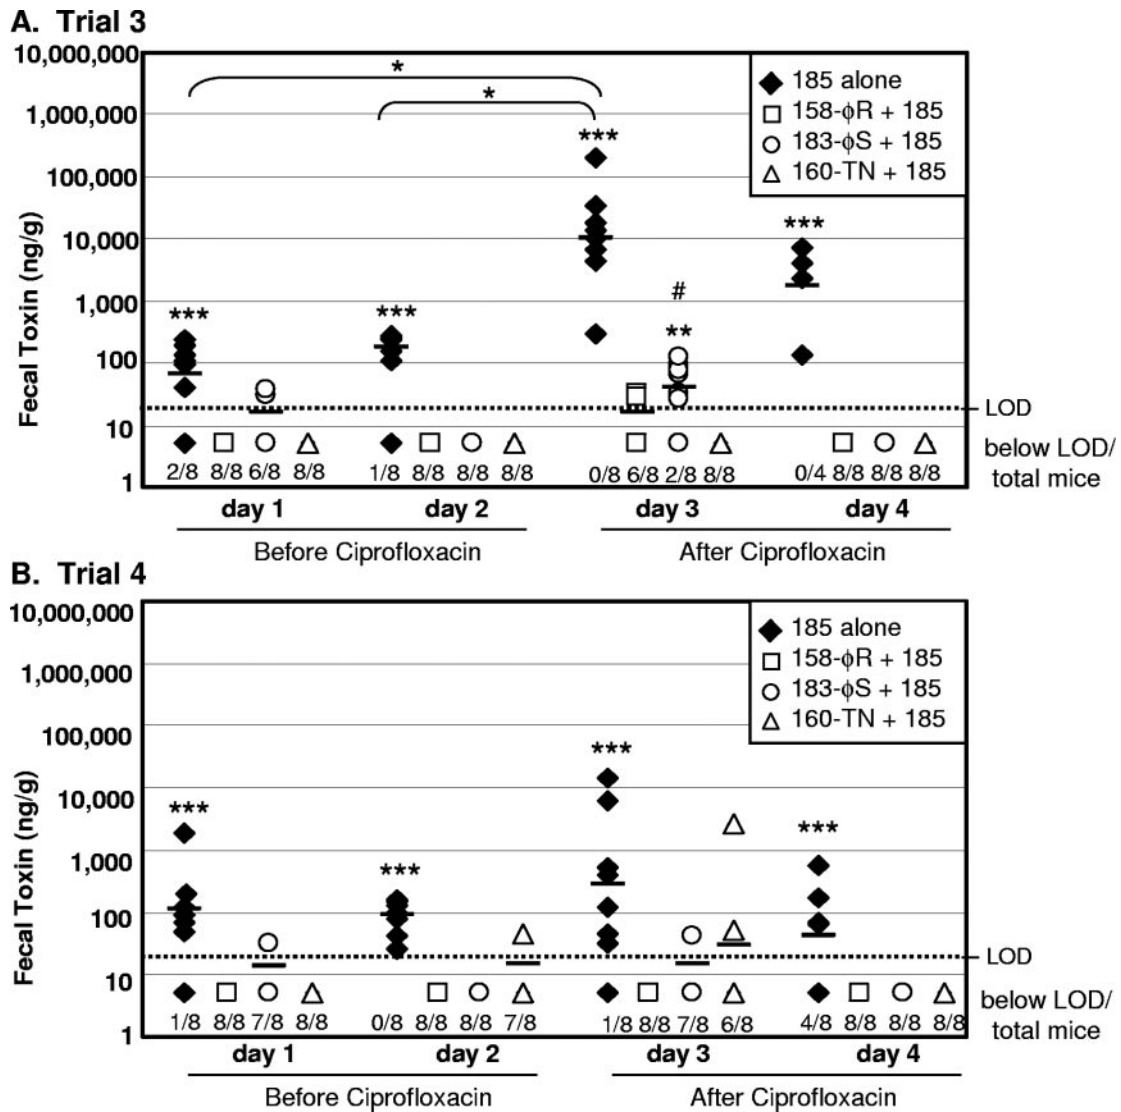 A. Trial 3
10,000,000
1,000,000
100,000
10,000
1,000
100
10
1
Fecal Toxin (ng/g)
* 
*
***
***
***
#
**
***
185 alone
158-ϕR + 185
183-ϕS + 185
160-TN + 185
LOD
below LOD/
total mice
2/8 8/8 6/8 8/8 1/8 8/8 8/8 8/8 0/8 6/8 2/8 8/8 0/4 8/8 8/8 8/8
day 1 day 2 day 3 day 4
Before Ciprofloxacin After Ciprofloxacin
B. Trial 4
10,000,000
1,000,000
100,000
10,000
1,000
100
10
1
Fecal Toxin (ng/g)
***
***
***
***
185 alone
158-ϕR + 185
183-ϕS + 185
160-TN + 185
LOD
below LOD/
total mice
1/8 8/8 7/8 8/8 0/8 8/8 8/8 7/8 1/8 8/8 7/8 6/8 4/8 8/8 8/8 8/8
day 1 day 2 day 3 day 4
Before Ciprofloxacin After Ciprofloxacin